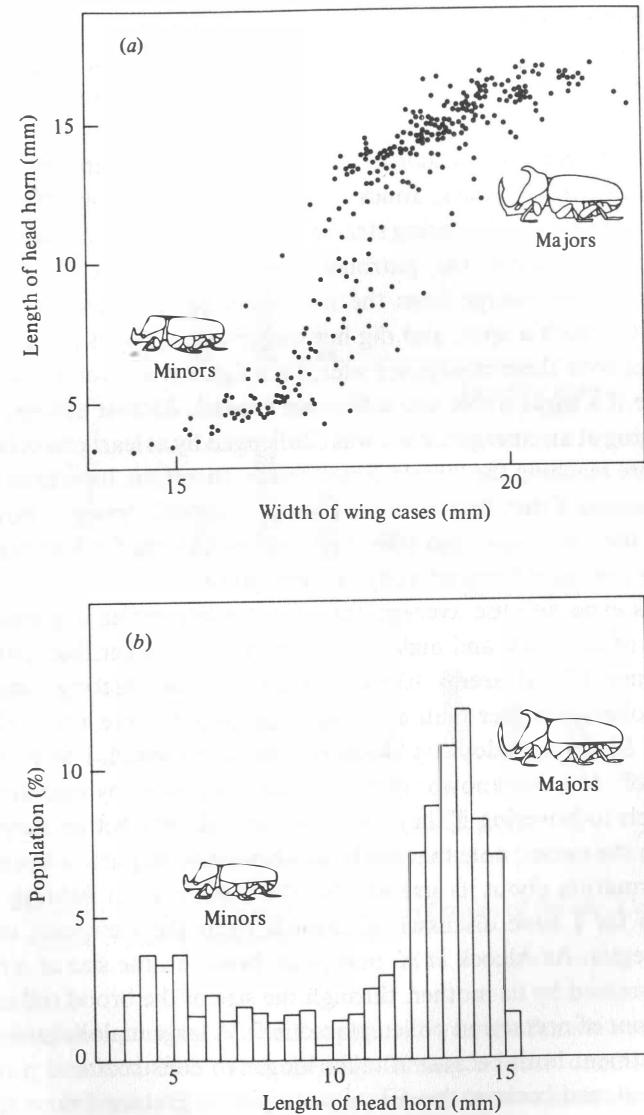 (a)
15
10
5
Length of head horn (mm)
Majors
Minors
15
20
Width of wing cases (mm)
(b)
Majors
Minors
10
5
0
Population (%)
5
10
15
Length of head horn (mm)